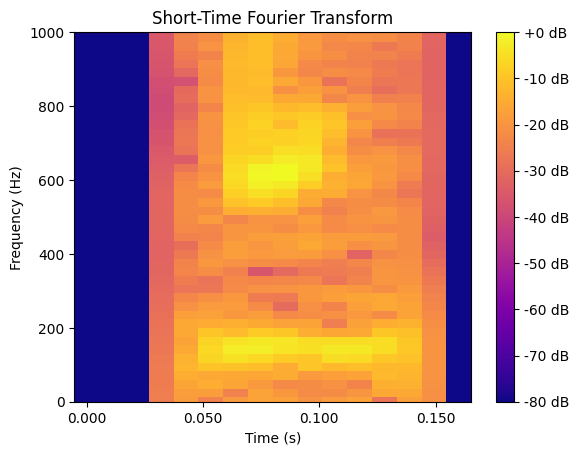 Short-Time Fourier Transform
1000
800
600
400
200
0
Frequency (Hz)
0.000
0.050
0.100
0.150
Time (s)
+0 dB
-10 dB
-20 dB
-30 dB
-40 dB
-50 dB
-60 dB
-70 dB
-80 dB